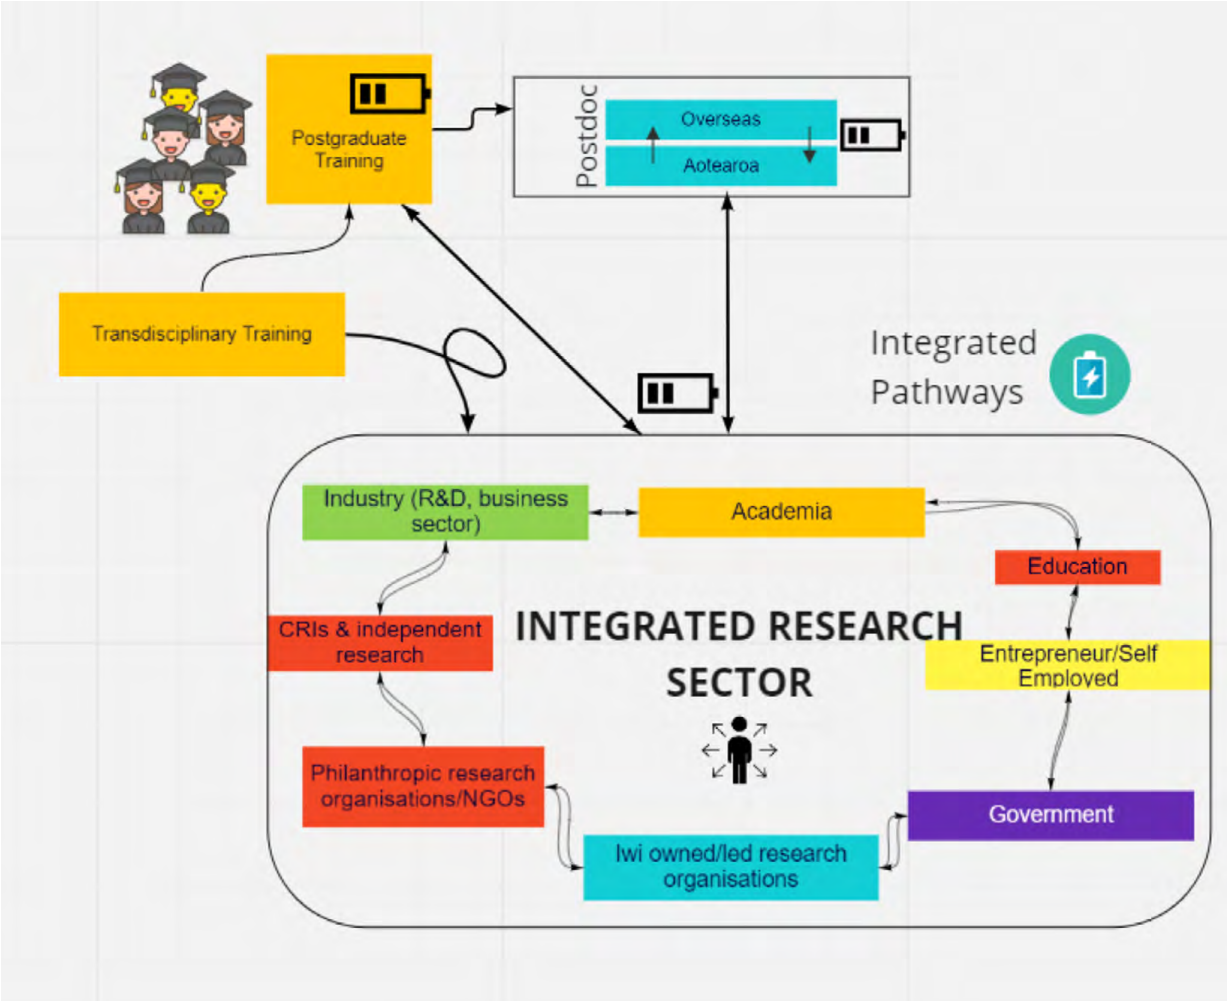 Postgraduate
Training
Postdoc
Overseas
Aotearoa
Transdisciplinary Training
Integrated
Pathways
Industry (R&D, business
sector)
Academia
Education
CRIs & independent
research
INTEGRATED RESEARCH
SECTOR
Entrepreneur/Self
Employed
Philanthropic research
organisations/NGOs
Government
Iwi owned/led research
organisations